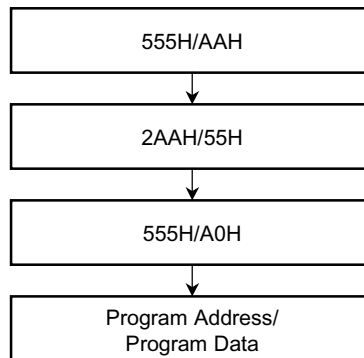 555H/AAH
2AAH/55H
555H/A0H
Program Address/
Program Data